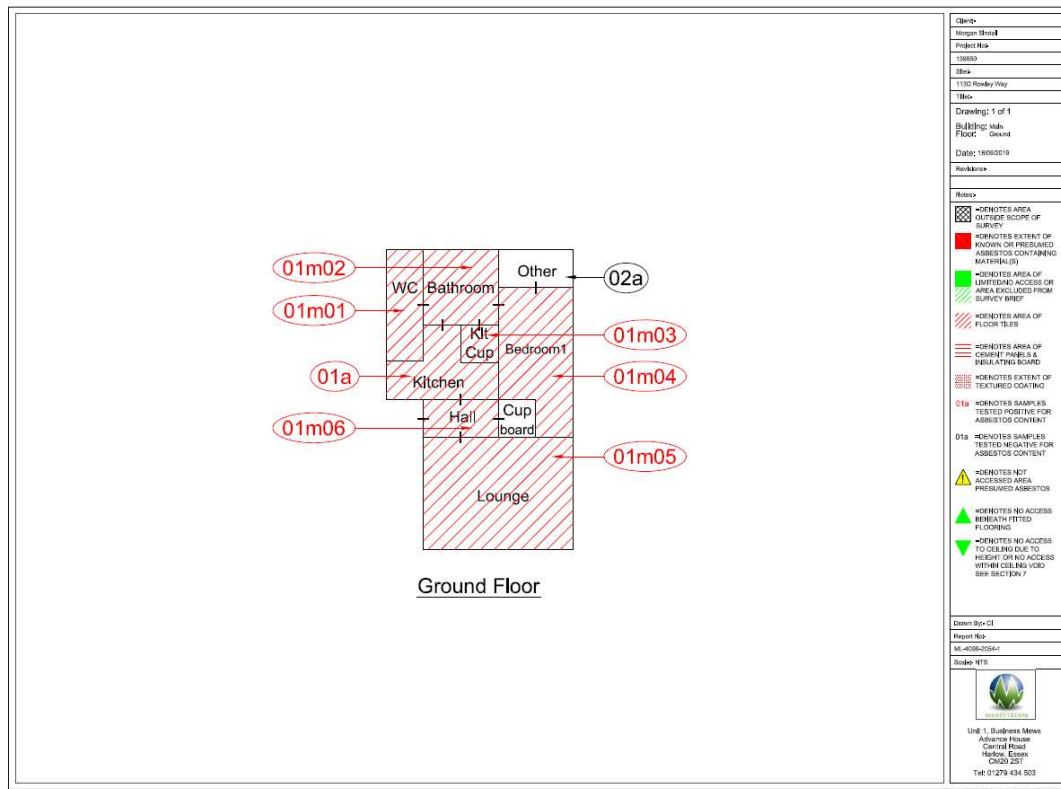 01m02
WC
Bathroom
Other
02a
01m01
Kit
Cup
01m03
Bedroom1
01a
Kitchen
01m04
Hall
Cup
board
01m06
01m05
Lounge
Ground Floor
Client:-
Morgan Sindall
Project No:-
Site:-
113D Rowley Way
Title:-
Drawing: 1 of 1
Building: Main
Floor: Ground
Date: 18/09/2019
Revisions:-
Notes:-
=DENOTES AREA
OUTSIDE SCOPE OF
SURVEY
=DENOTES EXTENT OF
KNOWN OR PRESUMED
ASBESTOS CONTAINING
MATERIAL(S)
=DENOTES AREA OF
LIMITED/NO ACCESS OR
AREA EXCLUDED FROM
SURVEY BRIEF
=DENOTES AREA OF
FLOOR TILES
=DENOTES AREA OF
CEMENT PANELS &
INSULATING BOARD
=DENOTES EXTENT OF
TEXTURED COATING
01a =DENOTES SAMPLES
TESTED POSITIVE FOR
ASBESTOS CONTENT
01a =DENOTES SAMPLES
TESTED NEGATIVE FOR
ASBESTOS CONTENT
! =DENOTES NOT
ACCESSED AREA
PRESUMED ASBESTOS
=DENOTES NO ACCESS
BENEATH FITTED
FLOORING
=DENOTES NO ACCESS
TO CEILING DUE TO
HEIGHT OR NO ACCESS
WITHIN CEILING VOID
SEE SECTION 7
Drawn By:- CI
Report No:-
Scale:- NTS
Unit 1, Business Mews
Advance House
Central Road
Harlow, Essex
CM20 2ST
Tel: 01279 434 503